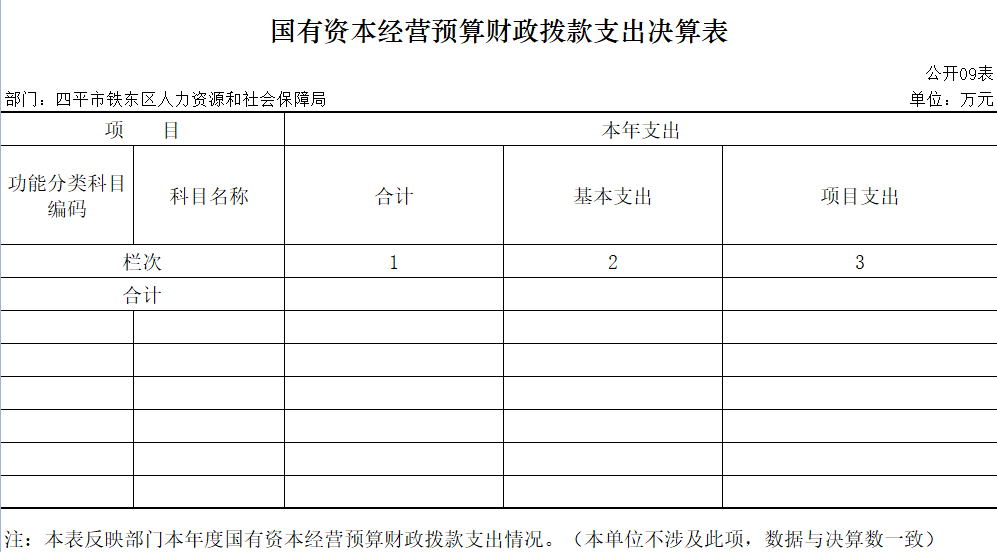 国有资本经营预算财政拨款支出决算表
公开09表
部门：四平市铁东区人力资源和社会保障局 单位：万元
项 目 本年支出
功能分类科目
编码 科目名称 合计 基本支出 项目支出
栏次 1 2 3
合计
注：本表反映部门本年度国有资本经营预算财政拨款支出情况。（本单位不涉及此项，数据与决算数一致）